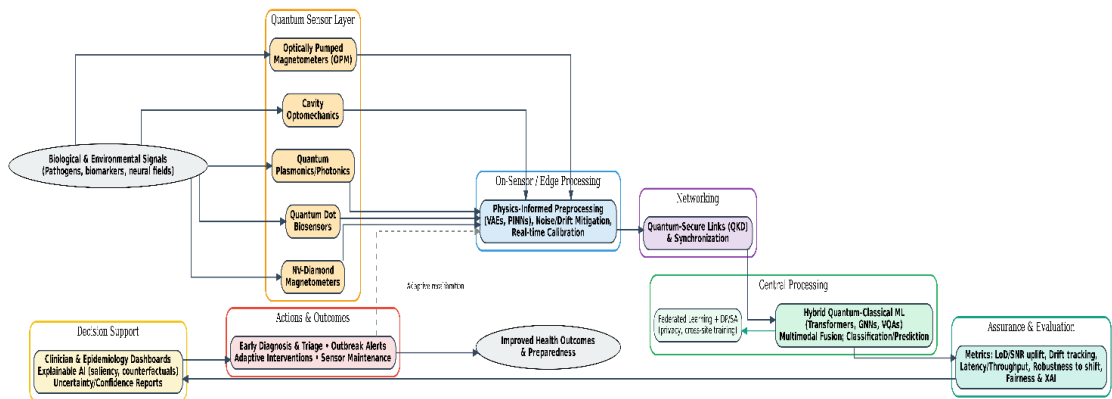 Quantum Sensor Layer
Optically Pumped
Magnetometers (OPM)
Cavity
Optomechanics
Biological & Environmental Signals
(Pathogens, biomarkers, neural fields)
Quantum
Plasmonics/Photonics
Quantum Dot
Biosensors
NV-Diamond
Magnetometers
On-Sensor / Edge Processing
Physics-Informed Preprocessing
(VAEs, PINNs), Noise/Drift Mitigation,
Real-time Calibration
Networking
Quantum-Secure Links (QKD)
& Synchronization
Central Processing
Federated Learning + DP/SA
(privacy, cross-site training)
Hybrid Quantum-Classical ML
(Transformers, GNNs, VQAs)
Multimodal Fusion; Classification/Prediction
Decision Support
Clinician & Epidemiology Dashboards
Explainable AI (saliency, counterfactuals)
Uncertainty/Confidence Reports
Actions & Outcomes
Early Diagnosis & Triage • Outbreak Alerts
Adaptive Interventions • Sensor Maintenance
Improved Health Outcomes
& Preparedness
Assurance & Evaluation
Metrics: LoD/SNR uplift, Drift tracking,
Latency/Throughput, Robustness to shift,
Fairness & XAI